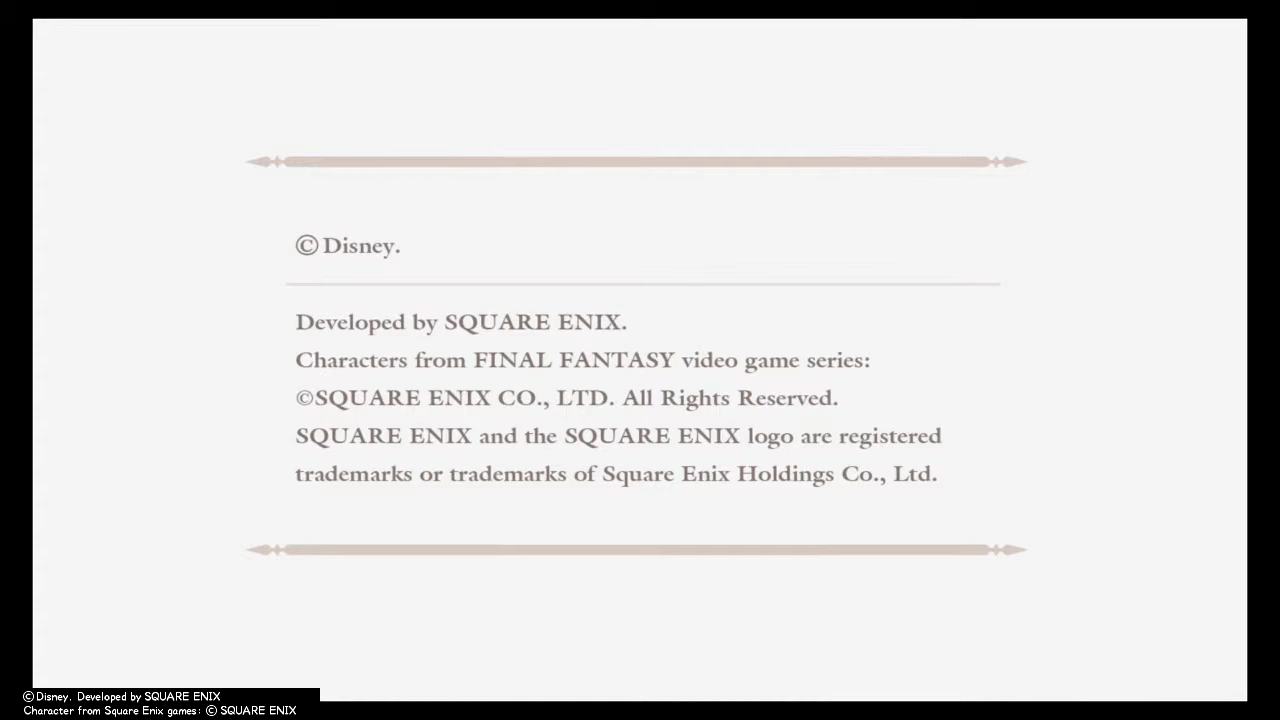 © Disney.
Developed by SQUARE ENIX.
Characters from FINAL FANTASY video game series:
©SQUARE ENIX CO., LTD. All Rights Reserved.
SQUARE ENIX and the SQUARE ENIX logo are registered
trademarks or trademarks of Square Enix Holdings Co., Ltd.
© Disney. Developed by SQUARE ENIX
Character from Square Enix games: © SQUARE ENIX